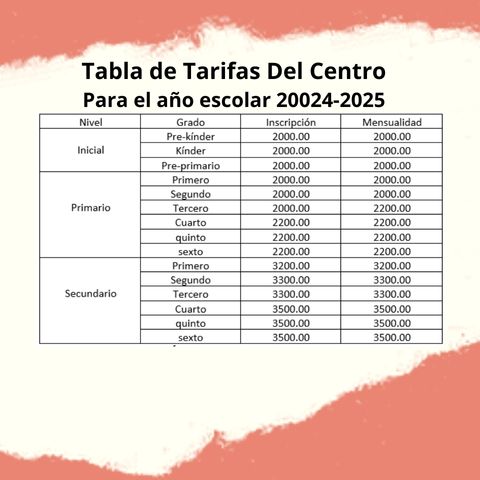 Tabla de Tarifas Del Centro
Para el año escolar 20024-2025
Nivel Grado Inscripción Mensualidad
Inicial
Pre-kínder 2000.00 2000.00
Kínder 2000.00 2000.00
Pre-primario 2000.00 2000.00
Primario
Primero 2000.00 2000.00
Segundo 2000.00 2000.00
Tercero 2000.00 2200.00
Cuarto 2200.00 2200.00
quinto 2200.00 2200.00
sexto 2200.00 2200.00
Secundario
Primero 3200.00 3200.00
Segundo 3300.00 3300.00
Tercero 3300.00 3300.00
Cuarto 3500.00 3500.00
quinto 3500.00 3500.00
sexto 3500.00 3500.00